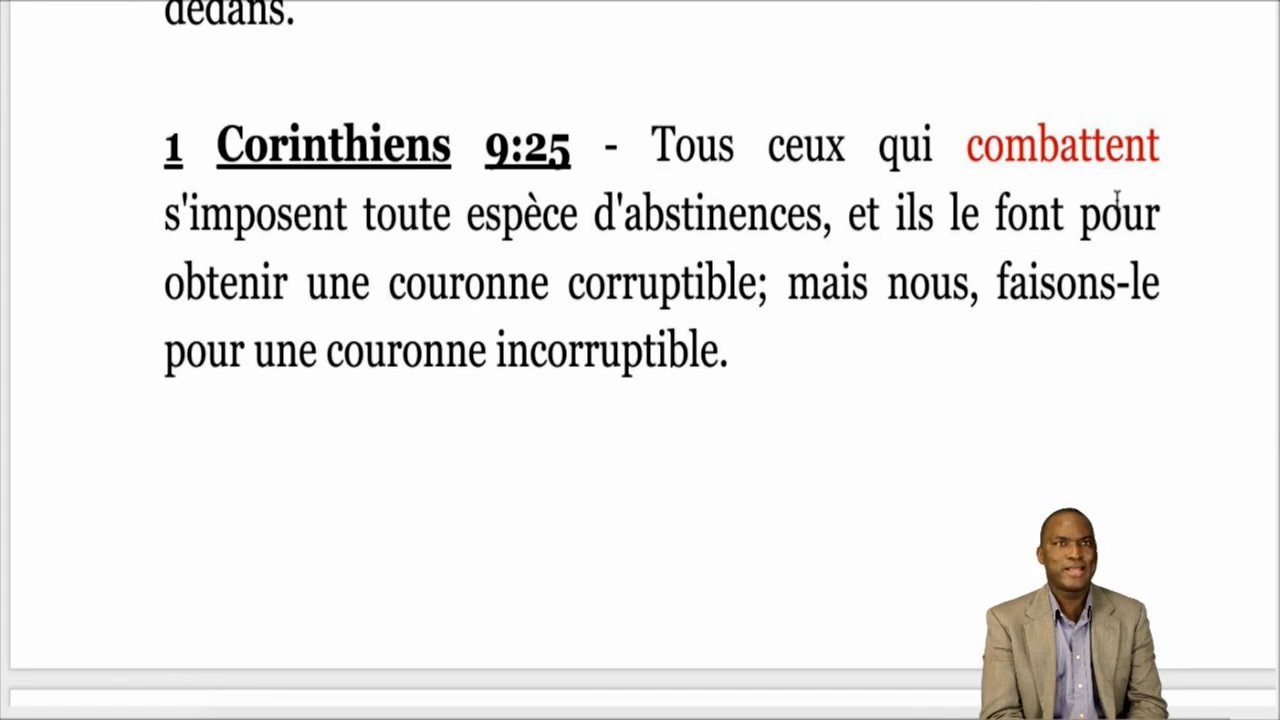 dedans.
1 Corinthiens 9:25 - Tous ceux qui combattent
s'imposent toute espèce d'abstinences, et ils le font pour
obtenir une couronne corruptible; mais nous, faisons-le
pour une couronne incorruptible.